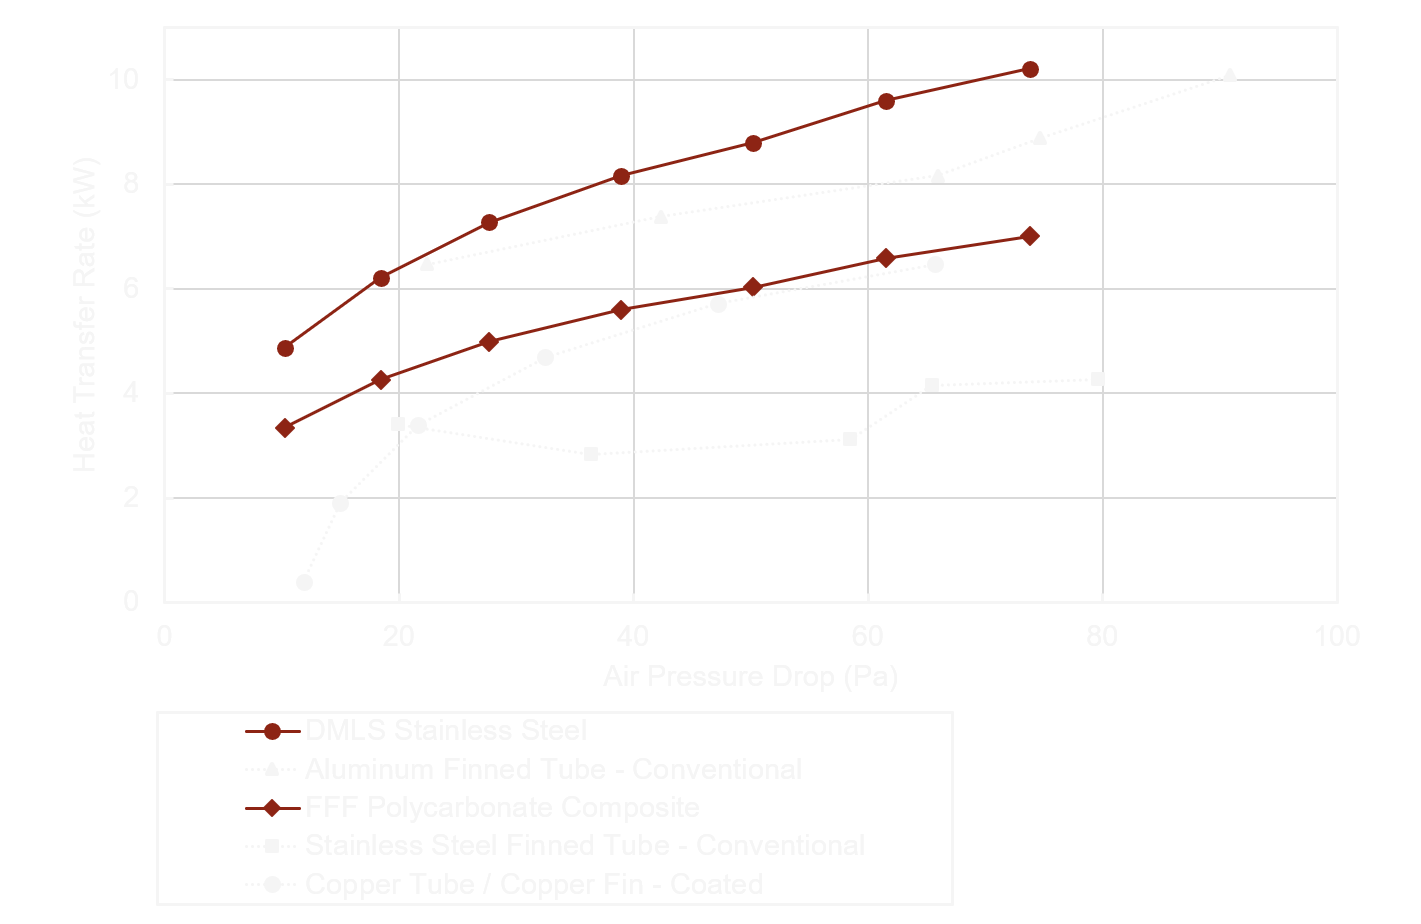 10
8
6
4
2
0
Heat Transfer Rate (kW)
0 20 40 60 80 100
Air Pressure Drop (Pa)
DMLS Stainless Steel
Aluminum Finned Tube - Conventional
FFF Polycarbonate Composite
Stainless Steel Finned Tube - Conventional
Copper Tube / Copper Fin - Coated